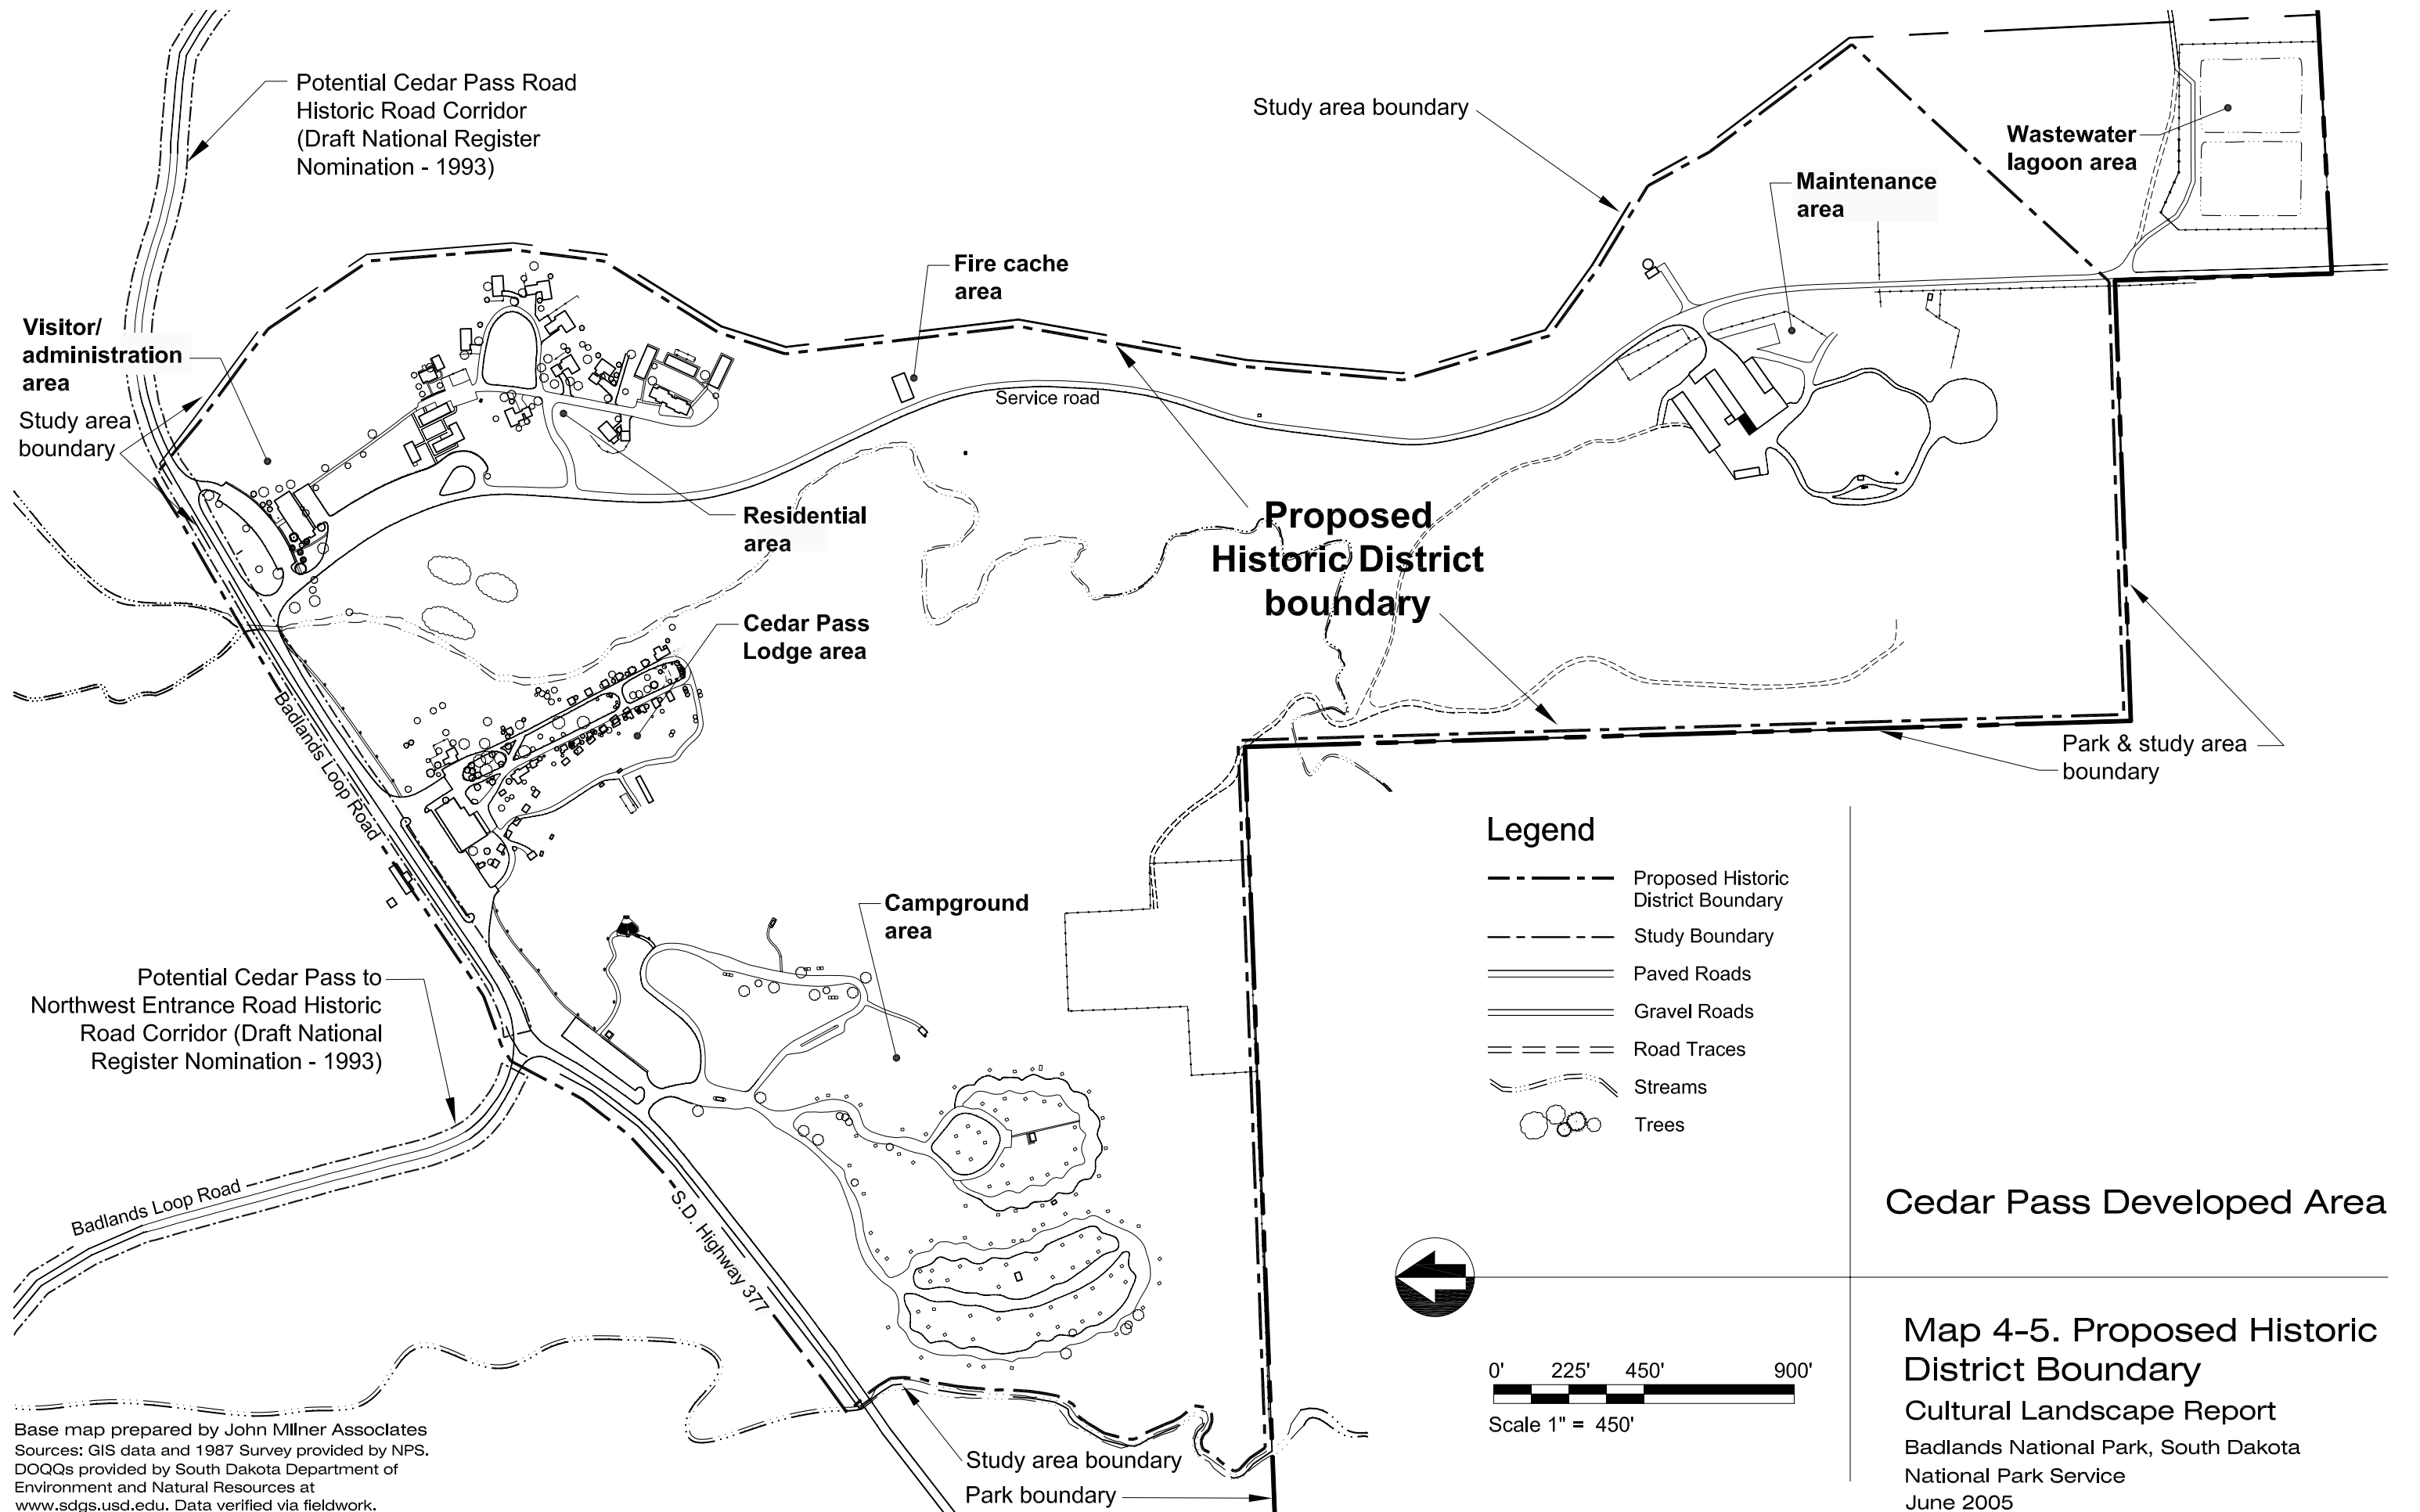 Potential Cedar Pass Road
Historic Road Corridor
(Draft National Register
Nomination - 1993)
Study area boundary
Wastewater
lagoon area
Maintenance
area
Fire cache
area
Visitor/
administration
area
Study area
boundary
Service road
Residential
area
Proposed
Historic District
boundary
Cedar Pass
Lodge area
Badlands Loop Road
Park & study area
boundary
Campground
area
Potential Cedar Pass to
Northwest Entrance Road Historic
Road Corridor (Draft National
Register Nomination - 1993)
Badlands Loop Road
S.D. Highway 377
Legend
Proposed Historic
District Boundary
Study Boundary
Paved Roads
Gravel Roads
Road Traces
Streams
Trees
Cedar Pass Developed Area
0' 225' 450' 900'
Scale 1" = 450'
Map 4-5. Proposed Historic
District Boundary
Cultural Landscape Report
Badlands National Park, South Dakota
National Park Service
June 2005
Study area boundary
Park boundary
Base map prepared by John Milner Associates
Sources: GIS data and 1987 Survey provided by NPS.
DOQQs provided by South Dakota Department of
Environment and Natural Resources at
www.sdgs.usd.edu. Data verified via fieldwork.